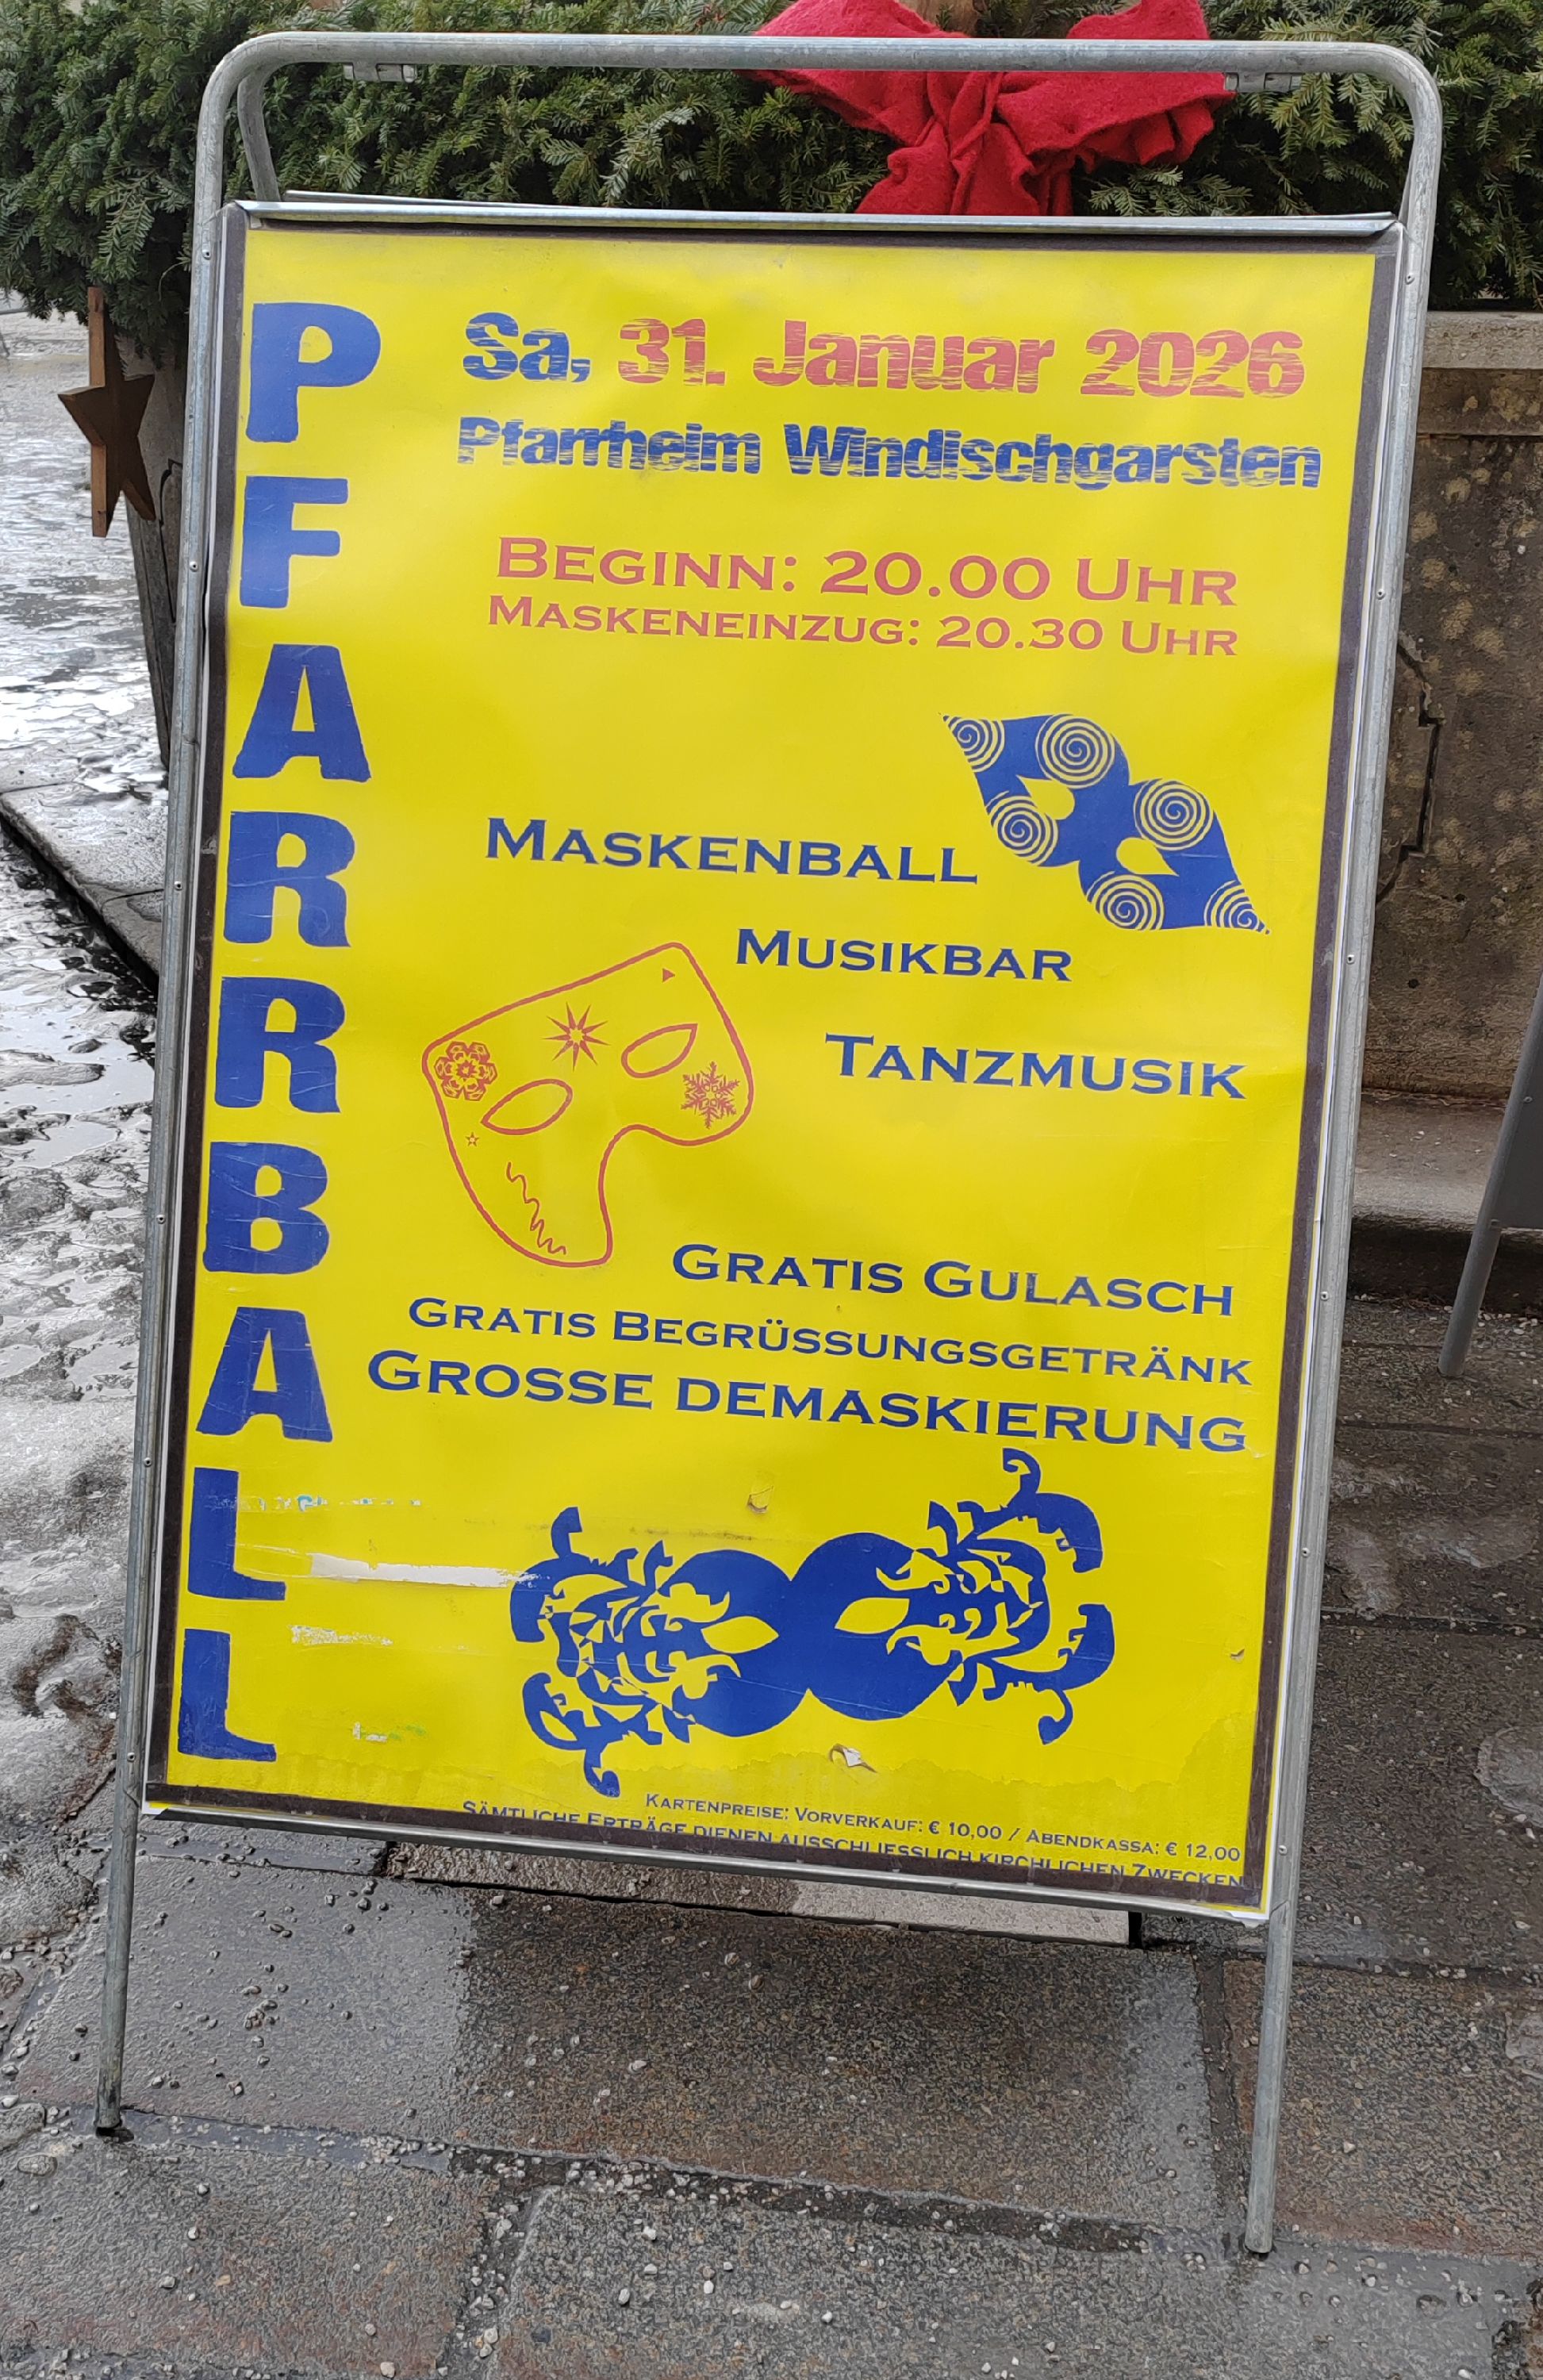 PFARRBALL
Sa, 31. Januar 2026
Pfarrheim Windischgarsten
BEGINN: 20.00 UHR
MASKENEINZUG: 20.30 UHR
MASKENBALL
MUSIKBAR
TANZMUSIK
GRATIS GULASCH
GRATIS BEGRÜSSUNGSGETRÄNK
GROSSE DEMASKIERUNG
KARTENPREISE: VORVERKAUF: € 10,00 / ABENDKASSA: € 12,00
SÄMTLICHE ERTRÄGE DIENEN AUSSCHLIESSLICH KIRCHLICHEN ZWECKEN